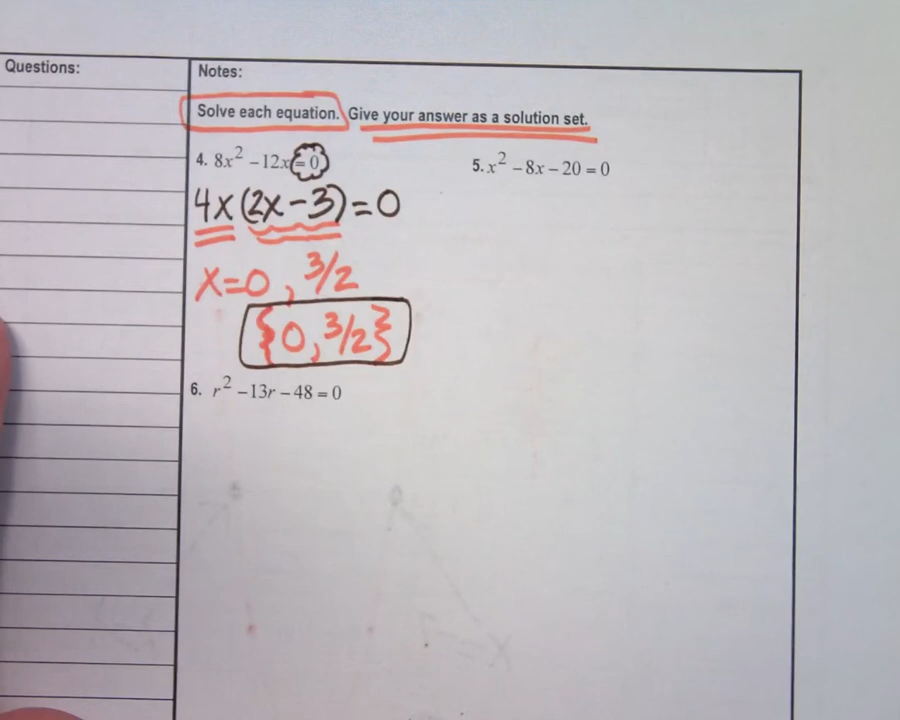 Questions:
Notes:
Solve each equation. Give your answer as a solution set.
4. 8x² − 12x = 0
5. x² − 8x − 20 = 0
4x(2x − 3) = 0
x = 0, 3/2
{0, 3/2}
6. r² − 13r − 48 = 0